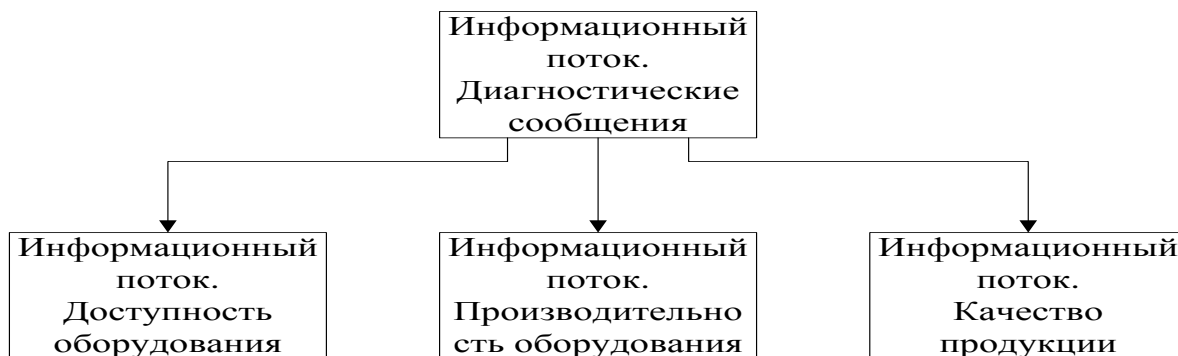 Информационный
поток.
Диагностические
сообщения
Информационный
поток.
Доступность
оборудования
Информационный
поток.
Производительно
сть оборудования
Информационный
поток.
Качество
продукции